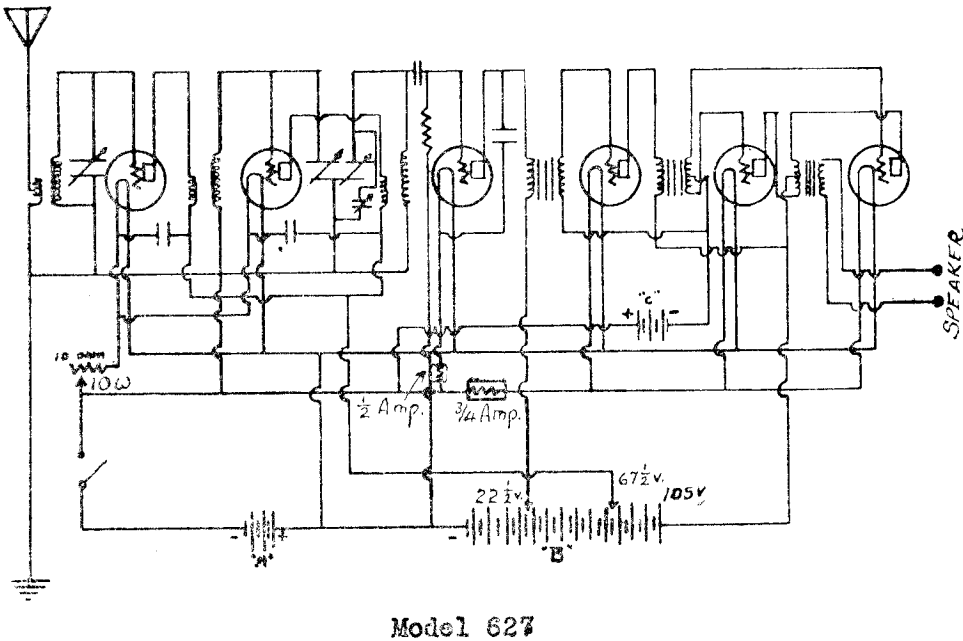 "C"
+ -
SPEAKER
10 ohm
10ω
½ Amp.
¾ Amp.
22½ v.
67½ v.
105V
- +
"A"
-
"B"
Model 627